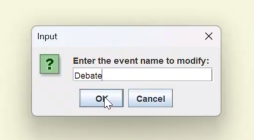 Input
Enter the event name to modify:
Debate
OK Cancel